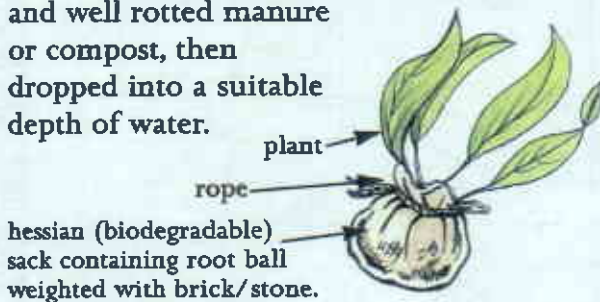 and well rotted manure
or compost, then
dropped into a suitable
depth of water.
plant
rope
hessian (biodegradable)
sack containing root ball
weighted with brick/stone.